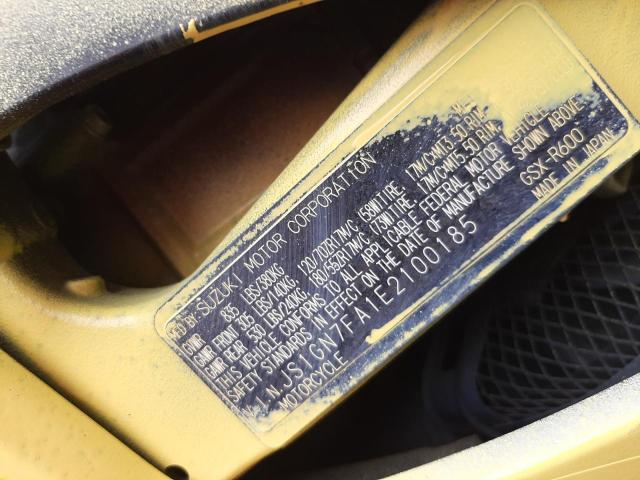 BY: SUZUKI MOTOR CORPORATION
GVWR 835 LBS/380KG
GAWR FRONT 305 LBS/140KG 120/70ZR17M/C (58W)TIRE, 17M/CXMT3.50 RIM,
GAWR REAR 530 LBS/240KG 180/55ZR17M/C (73W)TIRE, 17M/CXMT5.50 RIM,
THIS VEHICLE CONFORMS TO ALL APPLICABLE FEDERAL MOTOR VEHICLE
SAFETY STANDARDS IN EFFECT ON THE DATE OF MANUFACTURE SHOWN ABOVE
V.I.N. JS1GN7FA1E2100185 GSX-R600
MOTORCYCLE MADE IN JAPAN